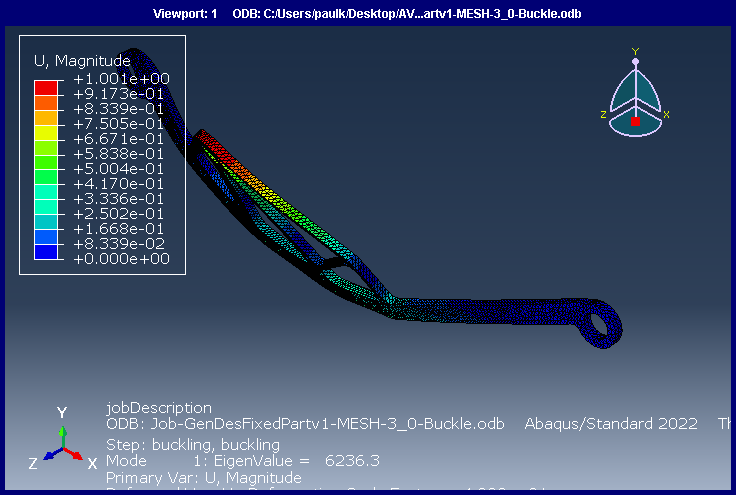 Viewport: 1 ODB: C:/Users/paulk/Desktop/AV...artv1-MESH-3_0-Buckle.odb
U, Magnitude
+1.001e+00
+9.173e-01
+8.339e-01
+7.505e-01
+6.671e-01
+5.838e-01
+5.004e-01
+4.170e-01
+3.336e-01
+2.502e-01
+1.668e-01
+8.339e-02
+0.000e+00
Y
Z X
Y
Z X
jobDescription
ODB: Job-GenDesFixedPartv1-MESH-3_0-Buckle.odb Abaqus/Standard 2022 Th
Step: buckling, buckling
Mode 1: EigenValue = 6236.3
Primary Var: U, Magnitude